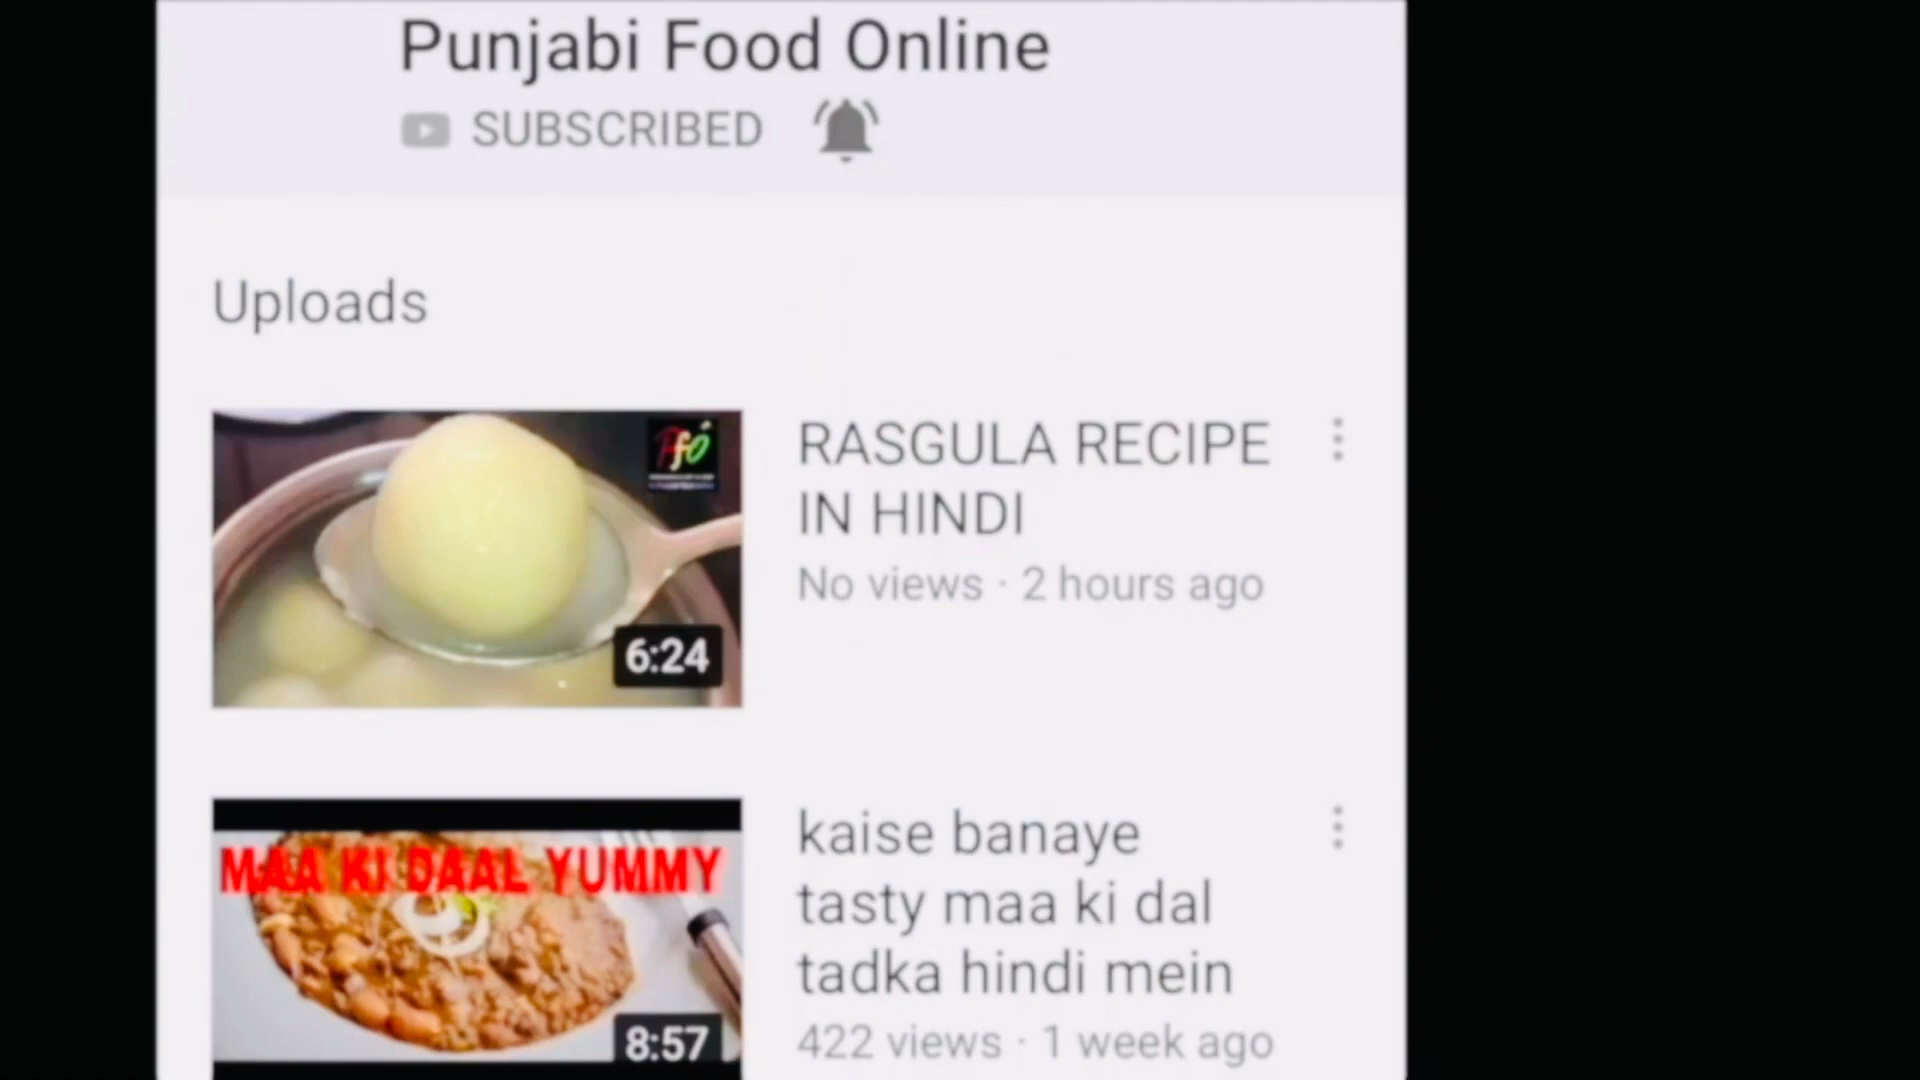 Punjabi Food Online
SUBSCRIBED
Uploads
6:24
RASGULA RECIPE
IN HINDI
No views · 2 hours ago
MAA KI DAAL YUMMY
8:57
kaise banaye
tasty maa ki dal
tadka hindi mein
422 views · 1 week ago